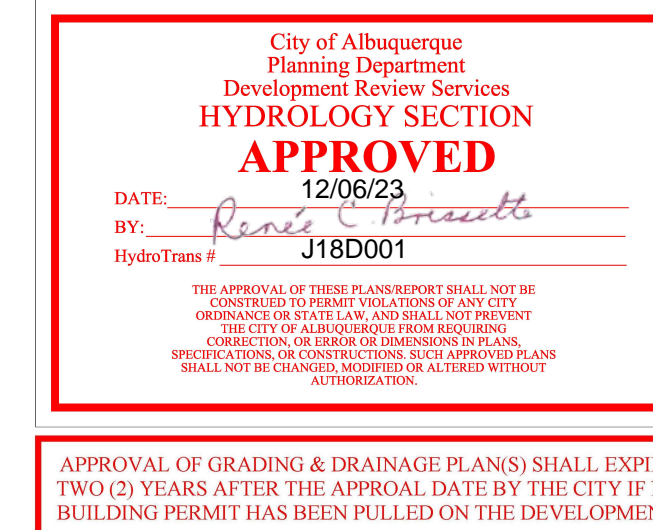 City of Albuquerque
Planning Department
Development Review Services
HYDROLOGY SECTION
APPROVED
DATE: 12/06/23
BY: Renée C. Brissette
HydroTrans # J18D001
THE APPROVAL OF THESE PLANS/REPORT SHALL NOT BE
CONSTRUED TO PERMIT VIOLATIONS OF ANY CITY
ORDINANCE OR STATE LAW, AND SHALL NOT PREVENT
THE CITY OF ALBUQUERQUE FROM REQUIRING
CORRECTION, OR ERROR OR DIMENSIONS IN PLANS,
SPECIFICATIONS, OR CONSTRUCTIONS. SUCH APPROVED PLANS
SHALL NOT BE CHANGED, MODIFIED OR ALTERED WITHOUT
AUTHORIZATION.
APPROVAL OF GRADING & DRAINAGE PLAN(S) SHALL EXPI
TWO (2) YEARS AFTER THE APPROAL DATE BY THE CITY IF
BUILDING PERMIT HAS BEEN PULLED ON THE DEVELOPMEN